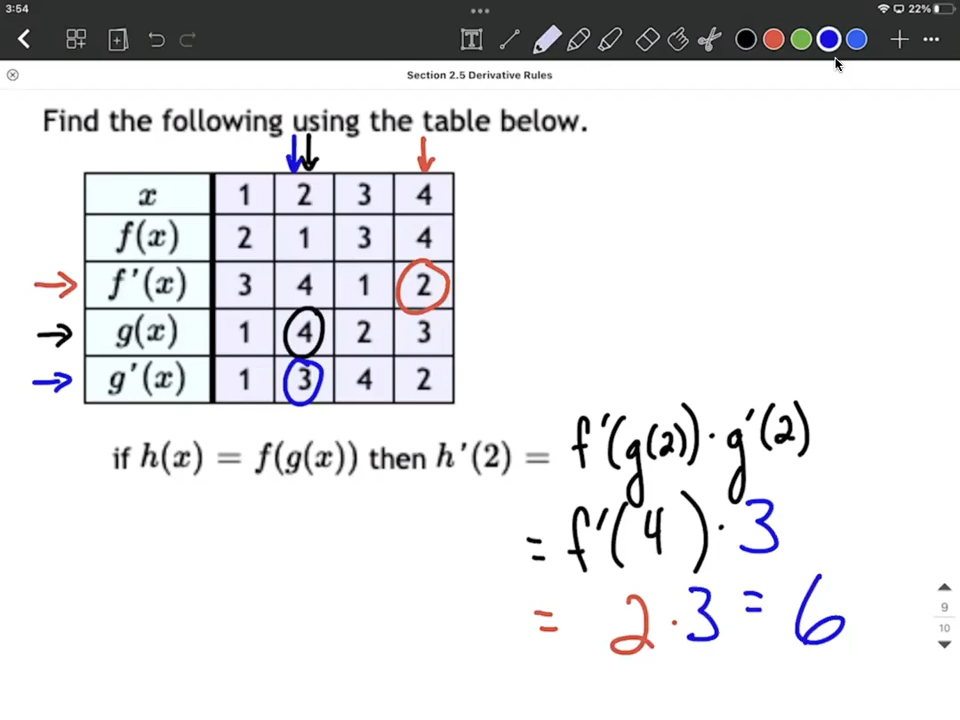 3:54
22%
T
Section 2.5 Derivative Rules
Find the following using the table below.
x 1 2 3 4
f(x) 2 1 3 4
f'(x) 3 4 1 2
g(x) 1 4 2 3
g'(x) 1 3 4 2
if h(x) = f(g(x)) then h'(2) = f'(g(2))·g'(2)
= f'(4)·3
= 2·3 = 6
9
10